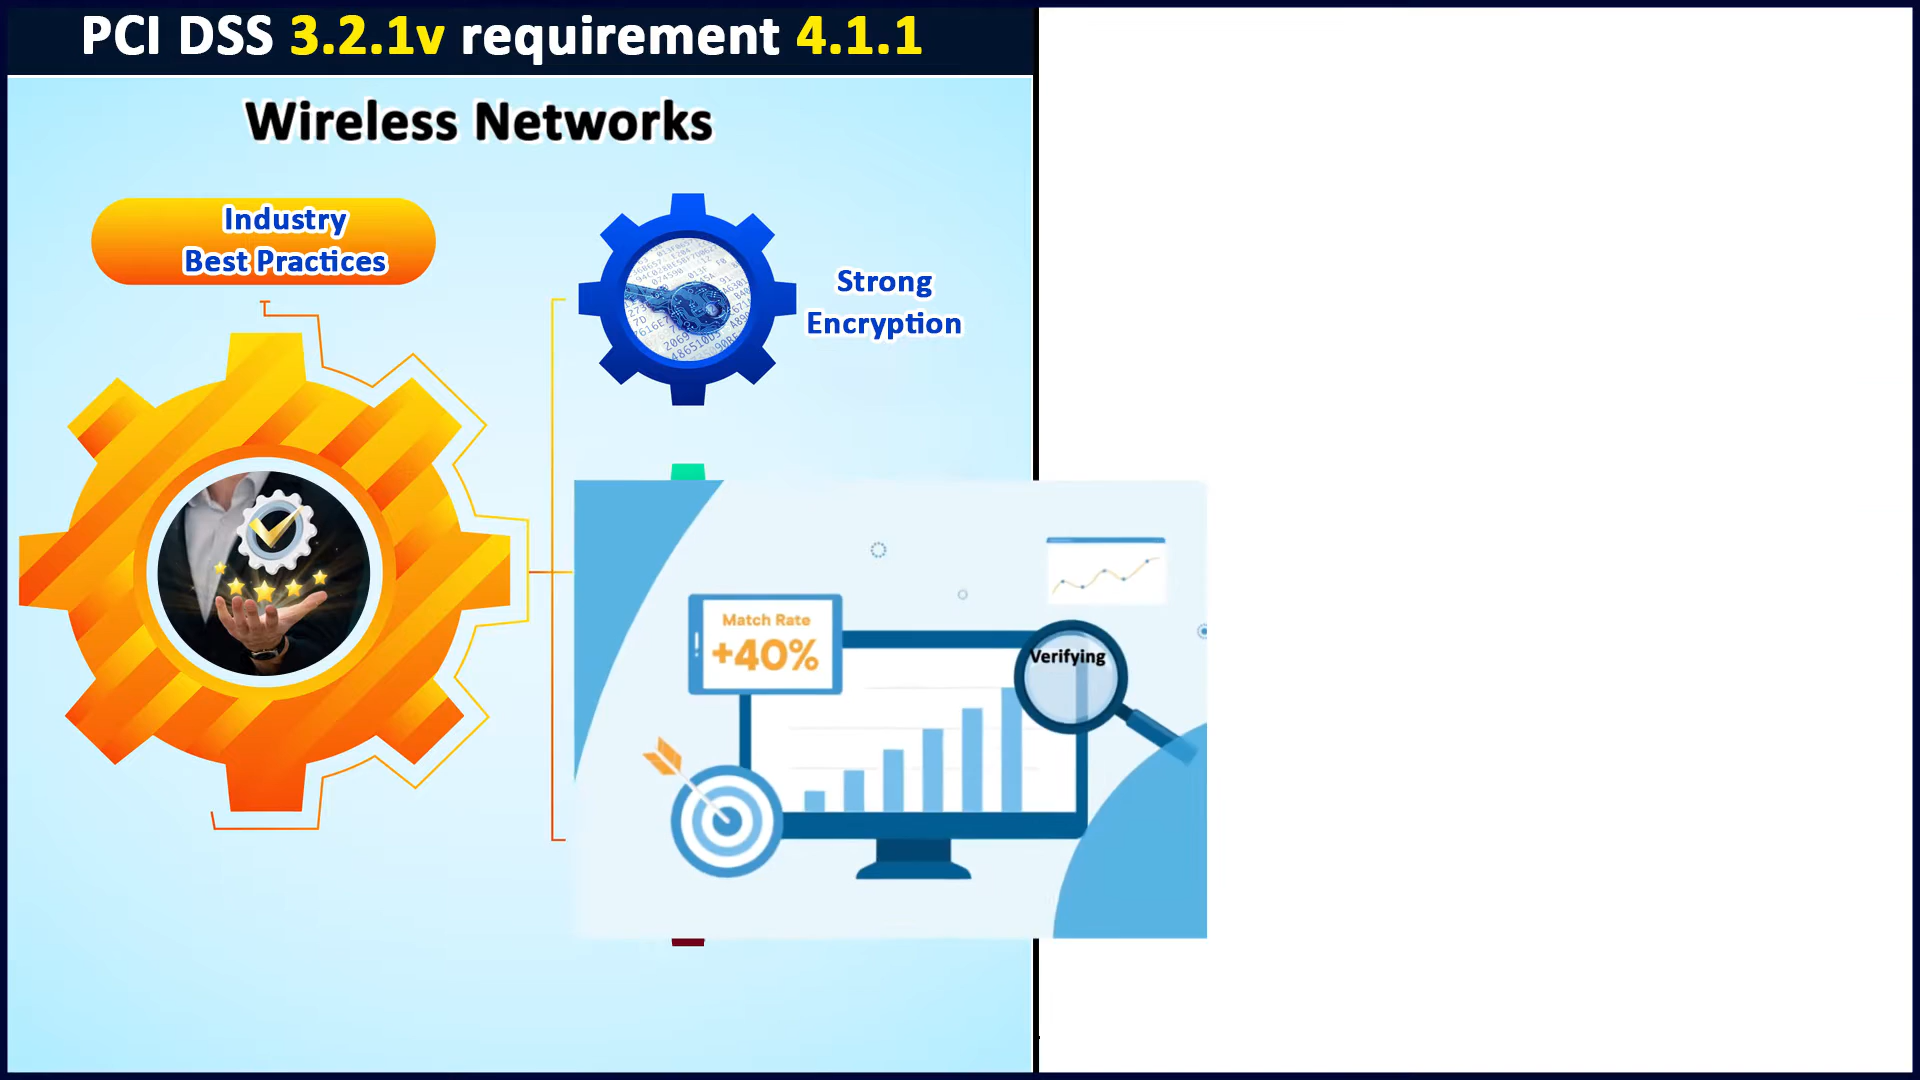 PCI DSS 3.2.1v requirement 4.1.1
Wireless Networks
Industry
Best Practices
Strong
Encryption
Match Rate
+40%
Verifying